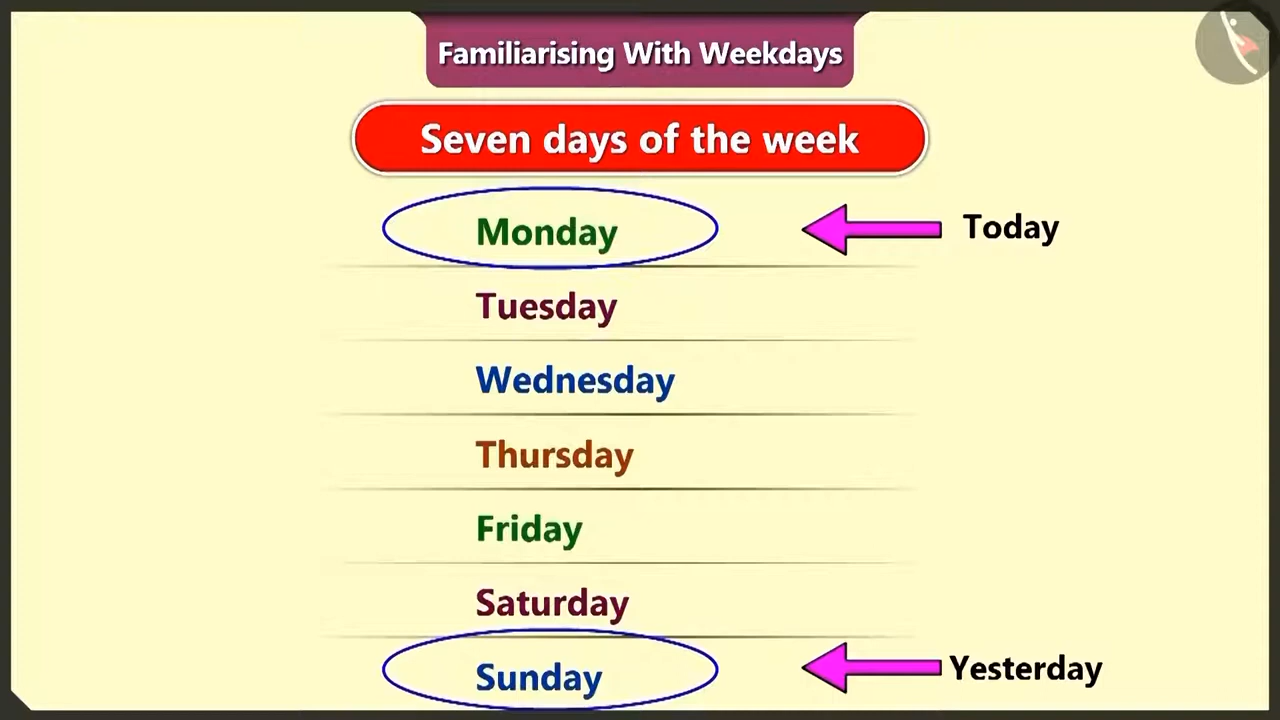 Familiarising With Weekdays
Seven days of the week
Monday
Today
Tuesday
Wednesday
Thursday
Friday
Saturday
Sunday
Yesterday